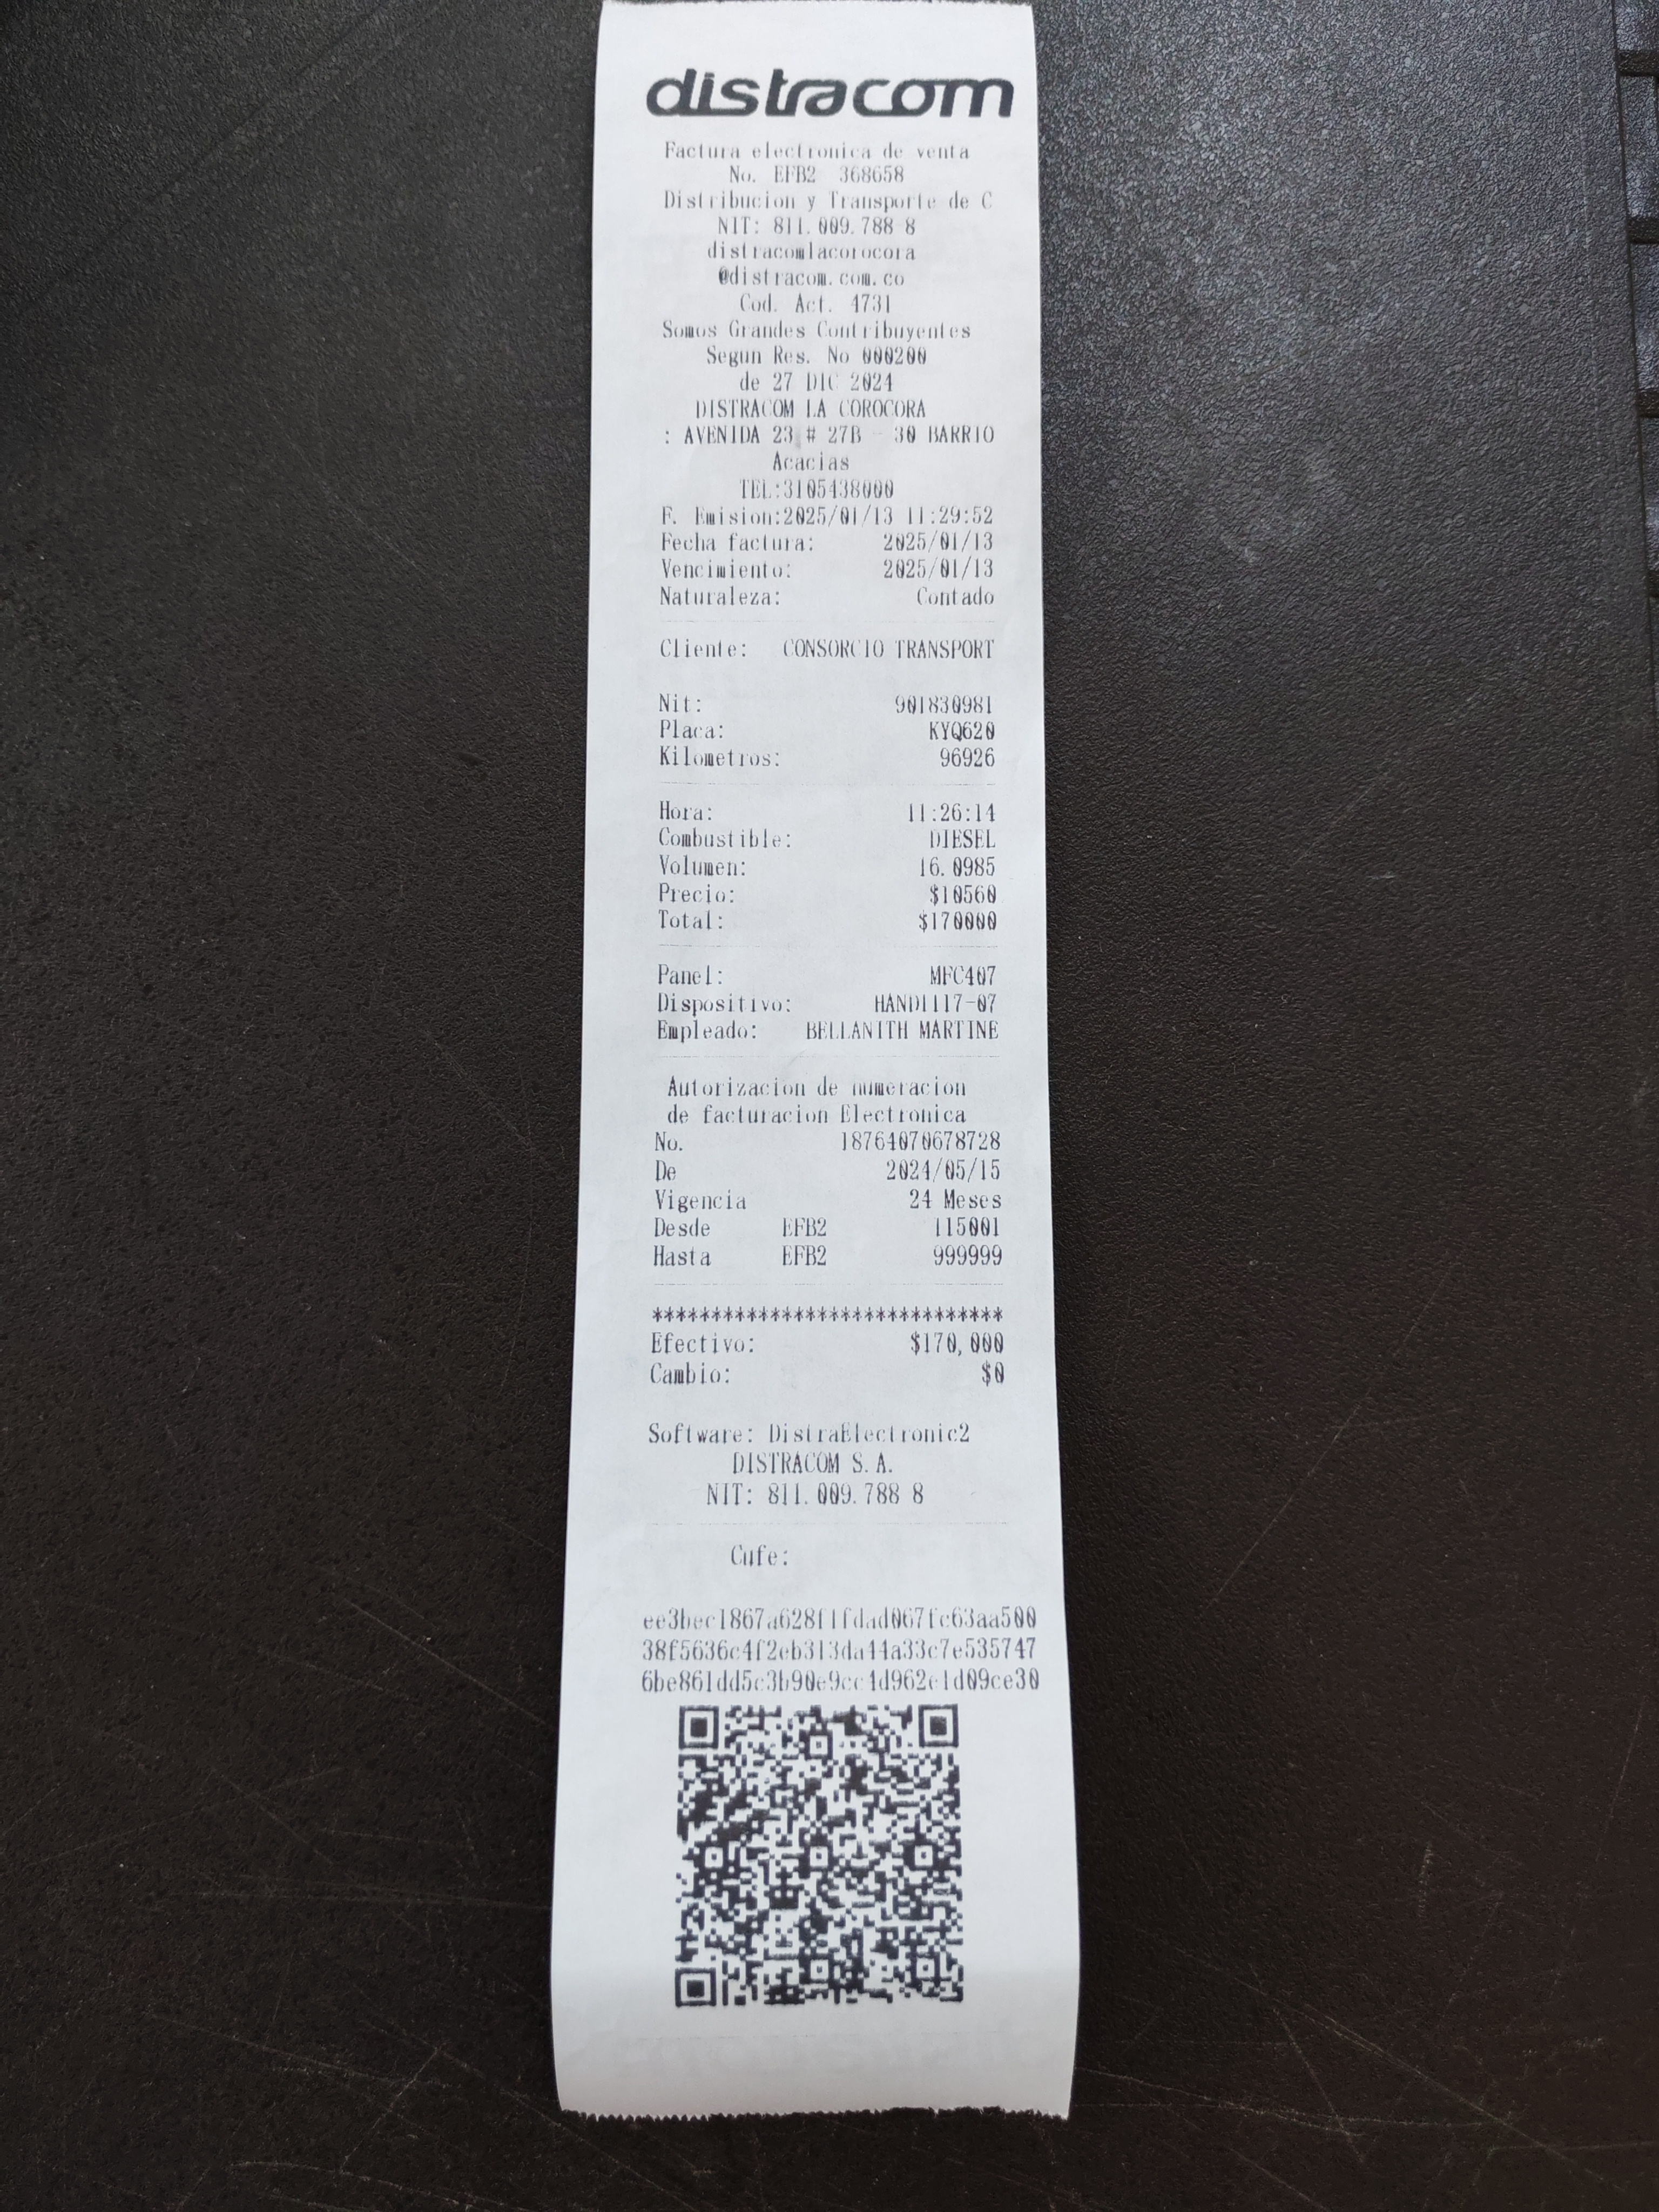 distracom
Factura electronica de venta
No. EFB2 368658
Distribucion y Transporte de C
NIT: 811.009.788 8
distracomlacorocora
@distracom.com.co
Cod. Act. 4731
Somos Grandes Contribuyentes
Segun Res. No 000200
de 27 DIC 2024
DISTRACOM LA COROCORA
: AVENIDA 23 # 27B - 30 BARRIO
Acacias
TEL:3105438000
F. Emision:2025/01/13 11:29:52
Fecha factura: 2025/01/13
Vencimiento: 2025/01/13
Naturaleza: Contado
Cliente: CONSORCIO TRANSPORT
Nit: 901830981
Placa: KYQ620
Kilometros: 96926
Hora: 11:26:14
Combustible: DIESEL
Volumen: 16.0985
Precio: $10560
Total: $170000
Panel: MFC407
Dispositivo: HANDI117-07
Empleado: BELLANITH MARTINE
Autorizacion de numeracion
de facturacion Electronica
No. 18764070678728
De 2024/05/15
Vigencia 24 Meses
Desde EFB2 115001
Hasta EFB2 999999
******************************
Efectivo: $170,000
Cambio: $0
Software: DistraElectronic2
DISTRACOM S.A.
NIT: 811.009.788 8
Cufe:
ee3bec1867a628f1fdad067fc63aa500
38f5636c4f2eb313da44a33c7e535747
6be861dd5c3b90e9cc4d962e1d09ce30